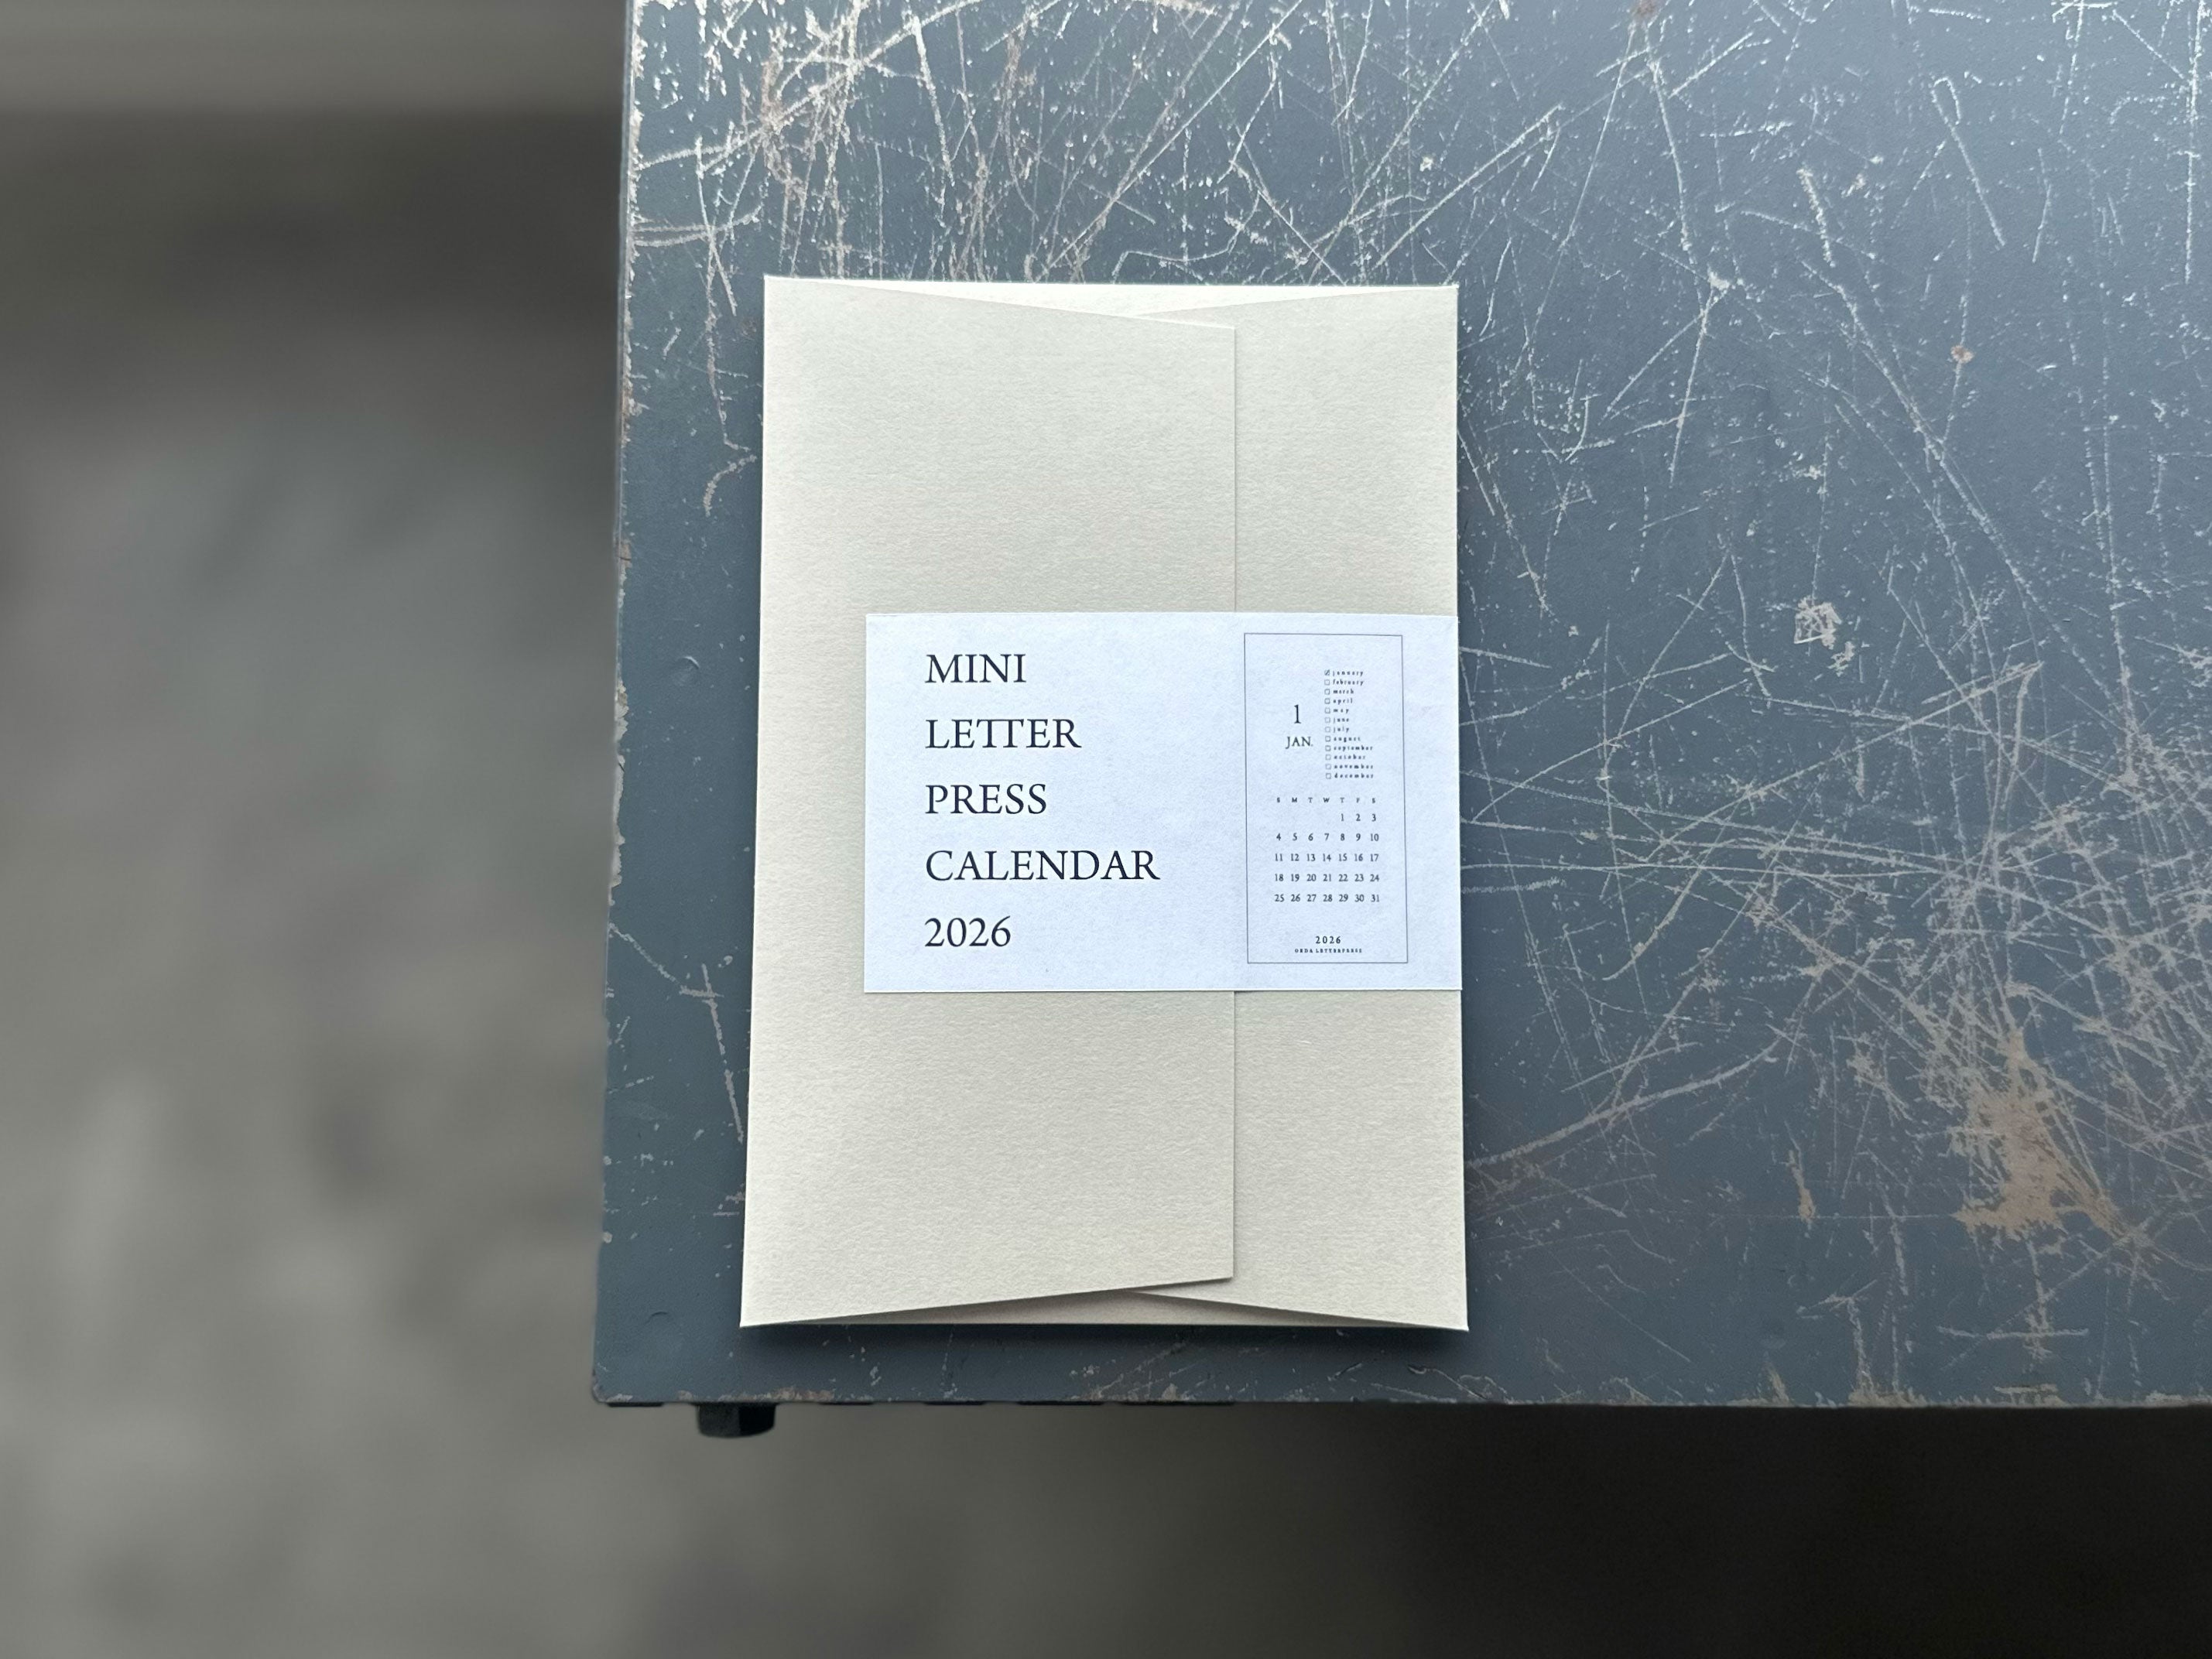 MINI
LETTER
PRESS
CALENDAR
2026
1
JAN.
january
february
march
april
may
june
july
august
september
october
november
december
S M T W T F S
1 2 3
4 5 6 7 8 9 10
11 12 13 14 15 16 17
18 19 20 21 22 23 24
25 26 27 28 29 30 31
2026
ORDA LETTERPRESS